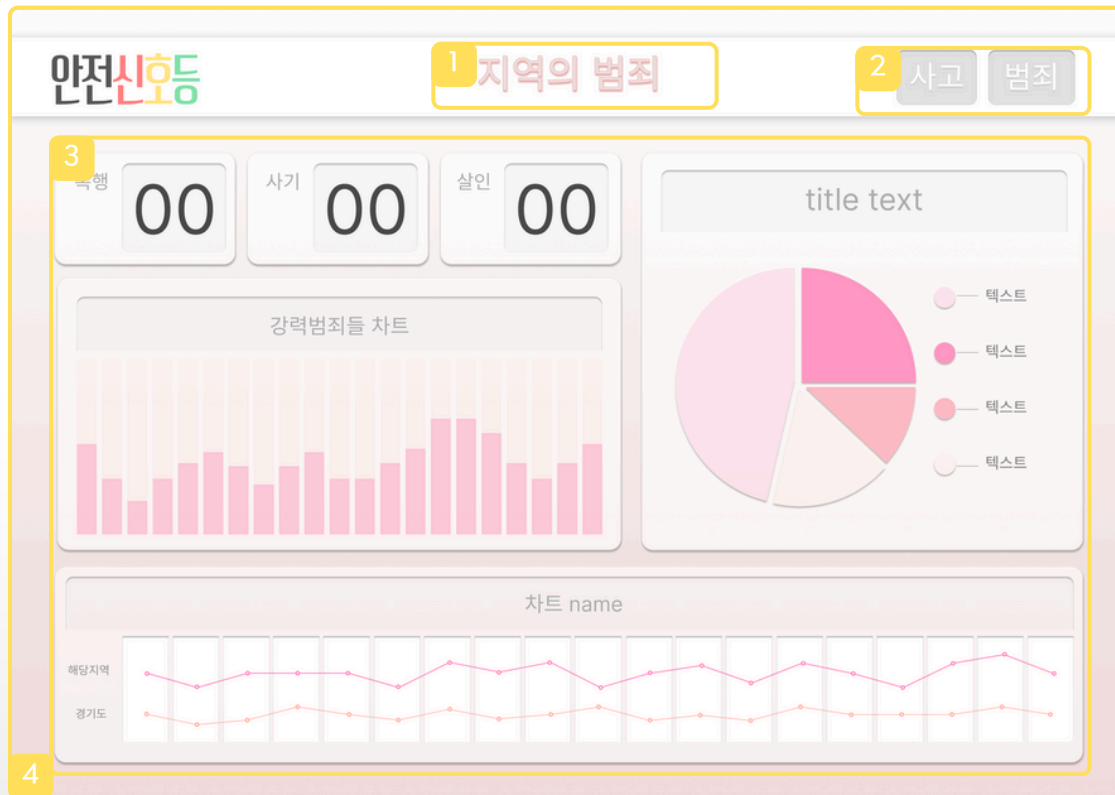 안전신호등
1
지역의 범죄
2
사고
범죄
3
00
사기
00
살인
00
title text
강력범죄들 차트
텍스트
텍스트
텍스트
텍스트
차트 name
해당지역
경기도
4